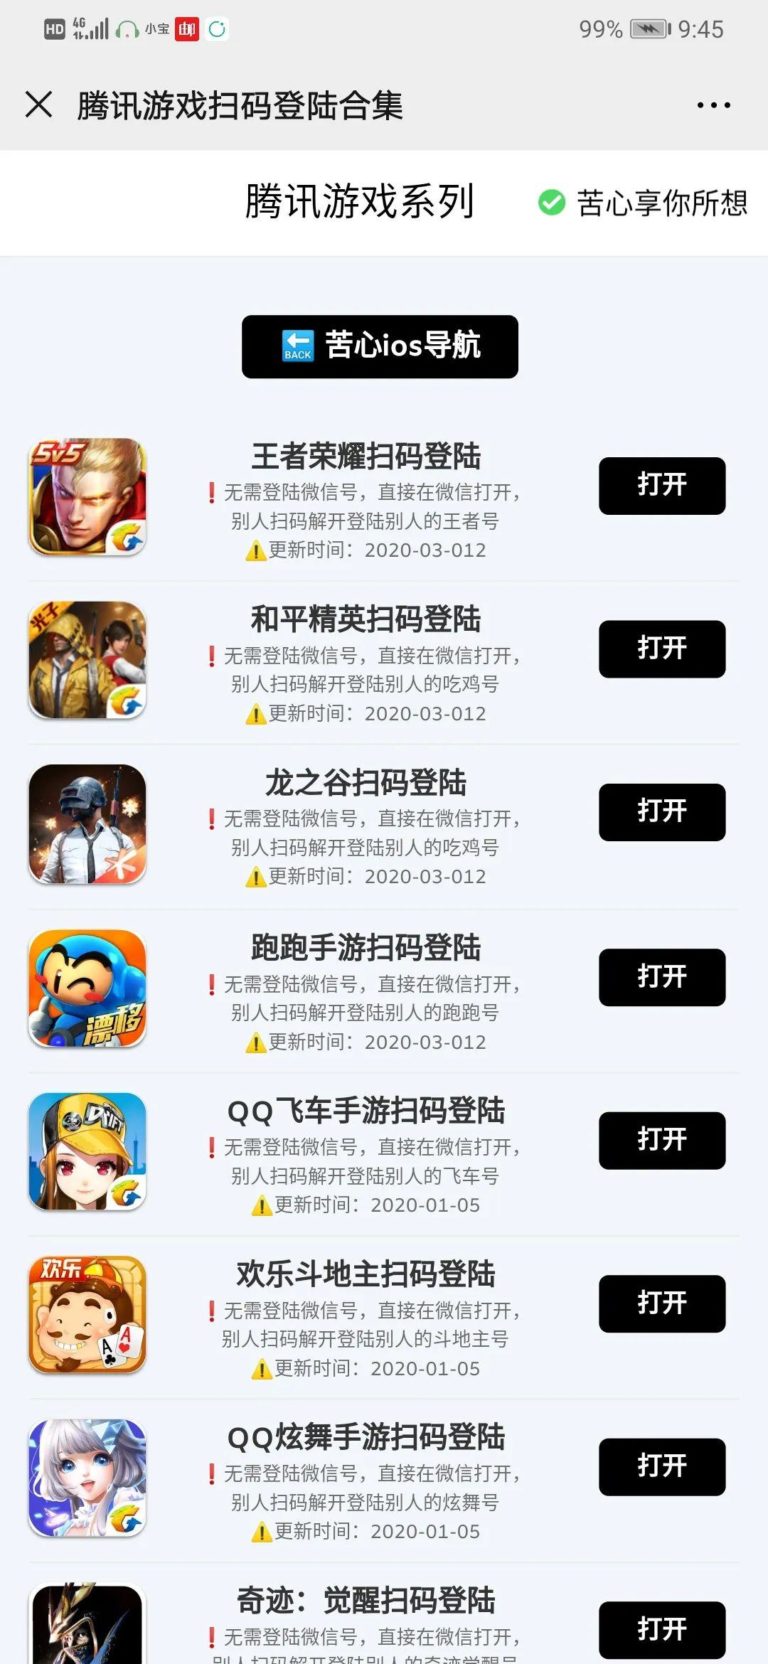 HD 4G 小宝 邮 99% 9:45
腾讯游戏扫码登陆合集
腾讯游戏系列
苦心享你所想
BACK 苦心ios导航
5v5
王者荣耀扫码登陆
无需登陆微信号，直接在微信打开，
别人扫码解开登陆别人的王者号
更新时间：2020-03-012
打开
光子
和平精英扫码登陆
无需登陆微信号，直接在微信打开，
别人扫码解开登陆别人的吃鸡号
更新时间：2020-03-012
打开
龙之谷扫码登陆
无需登陆微信号，直接在微信打开，
别人扫码解开登陆别人的吃鸡号
更新时间：2020-03-012
打开
漂移
跑跑手游扫码登陆
无需登陆微信号，直接在微信打开，
别人扫码解开登陆别人的跑跑号
更新时间：2020-03-012
打开
DRIFT
QQ飞车手游扫码登陆
无需登陆微信号，直接在微信打开，
别人扫码解开登陆别人的飞车号
更新时间：2020-01-05
打开
欢乐
A A
欢乐斗地主扫码登陆
无需登陆微信号，直接在微信打开，
别人扫码解开登陆别人的斗地主号
更新时间：2020-01-05
打开
QQ炫舞手游扫码登陆
无需登陆微信号，直接在微信打开，
别人扫码解开登陆别人的炫舞号
更新时间：2020-01-05
打开
奇迹：觉醒扫码登陆
无需登陆微信号，直接在微信打开，
别人扫码解开登陆别人的奇迹觉醒号
打开